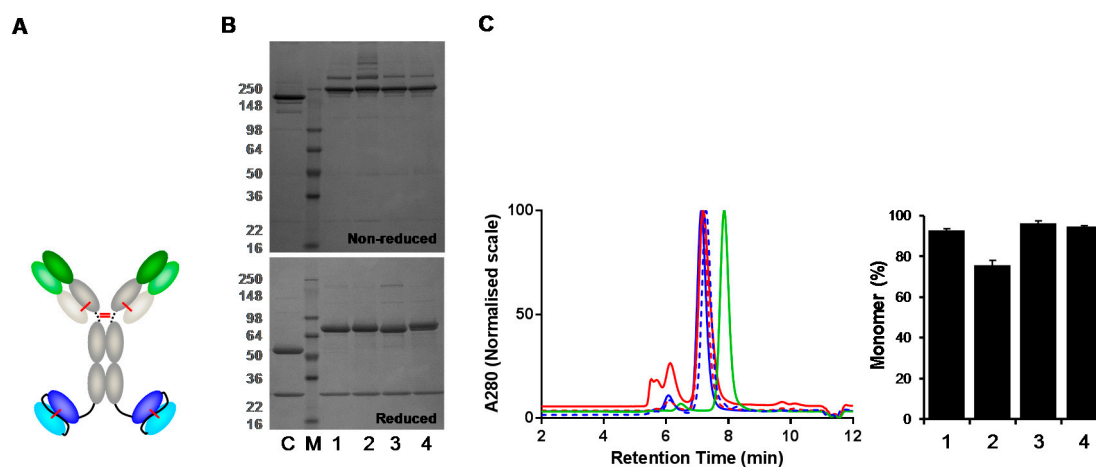 A
B
C
250
148
98
64
50
36
22
16
Non-reduced
250
148
98
64
50
36
22
16
Reduced
C M 1 2 3 4
A280 (Normalised scale)
100
50
0
2 4 6 8 10 12
Retention Time (min)
Monomer (%)
100
80
60
40
20
0
1 2 3 4